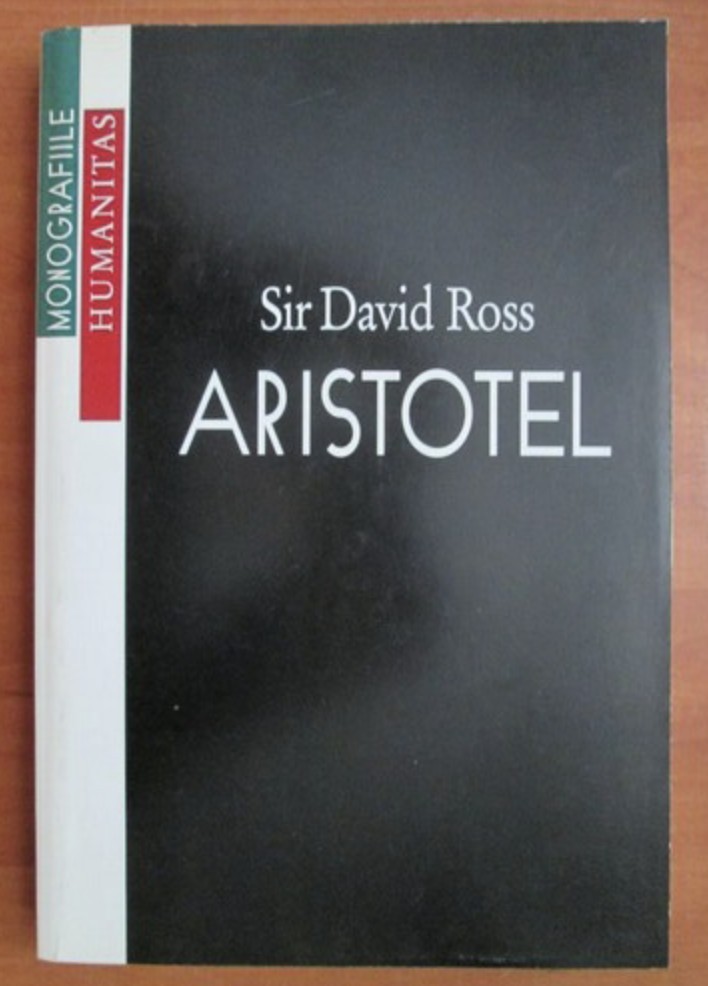 MONOGRAFIILE
HUMANITAS
Sir David Ross
ARISTOTEL